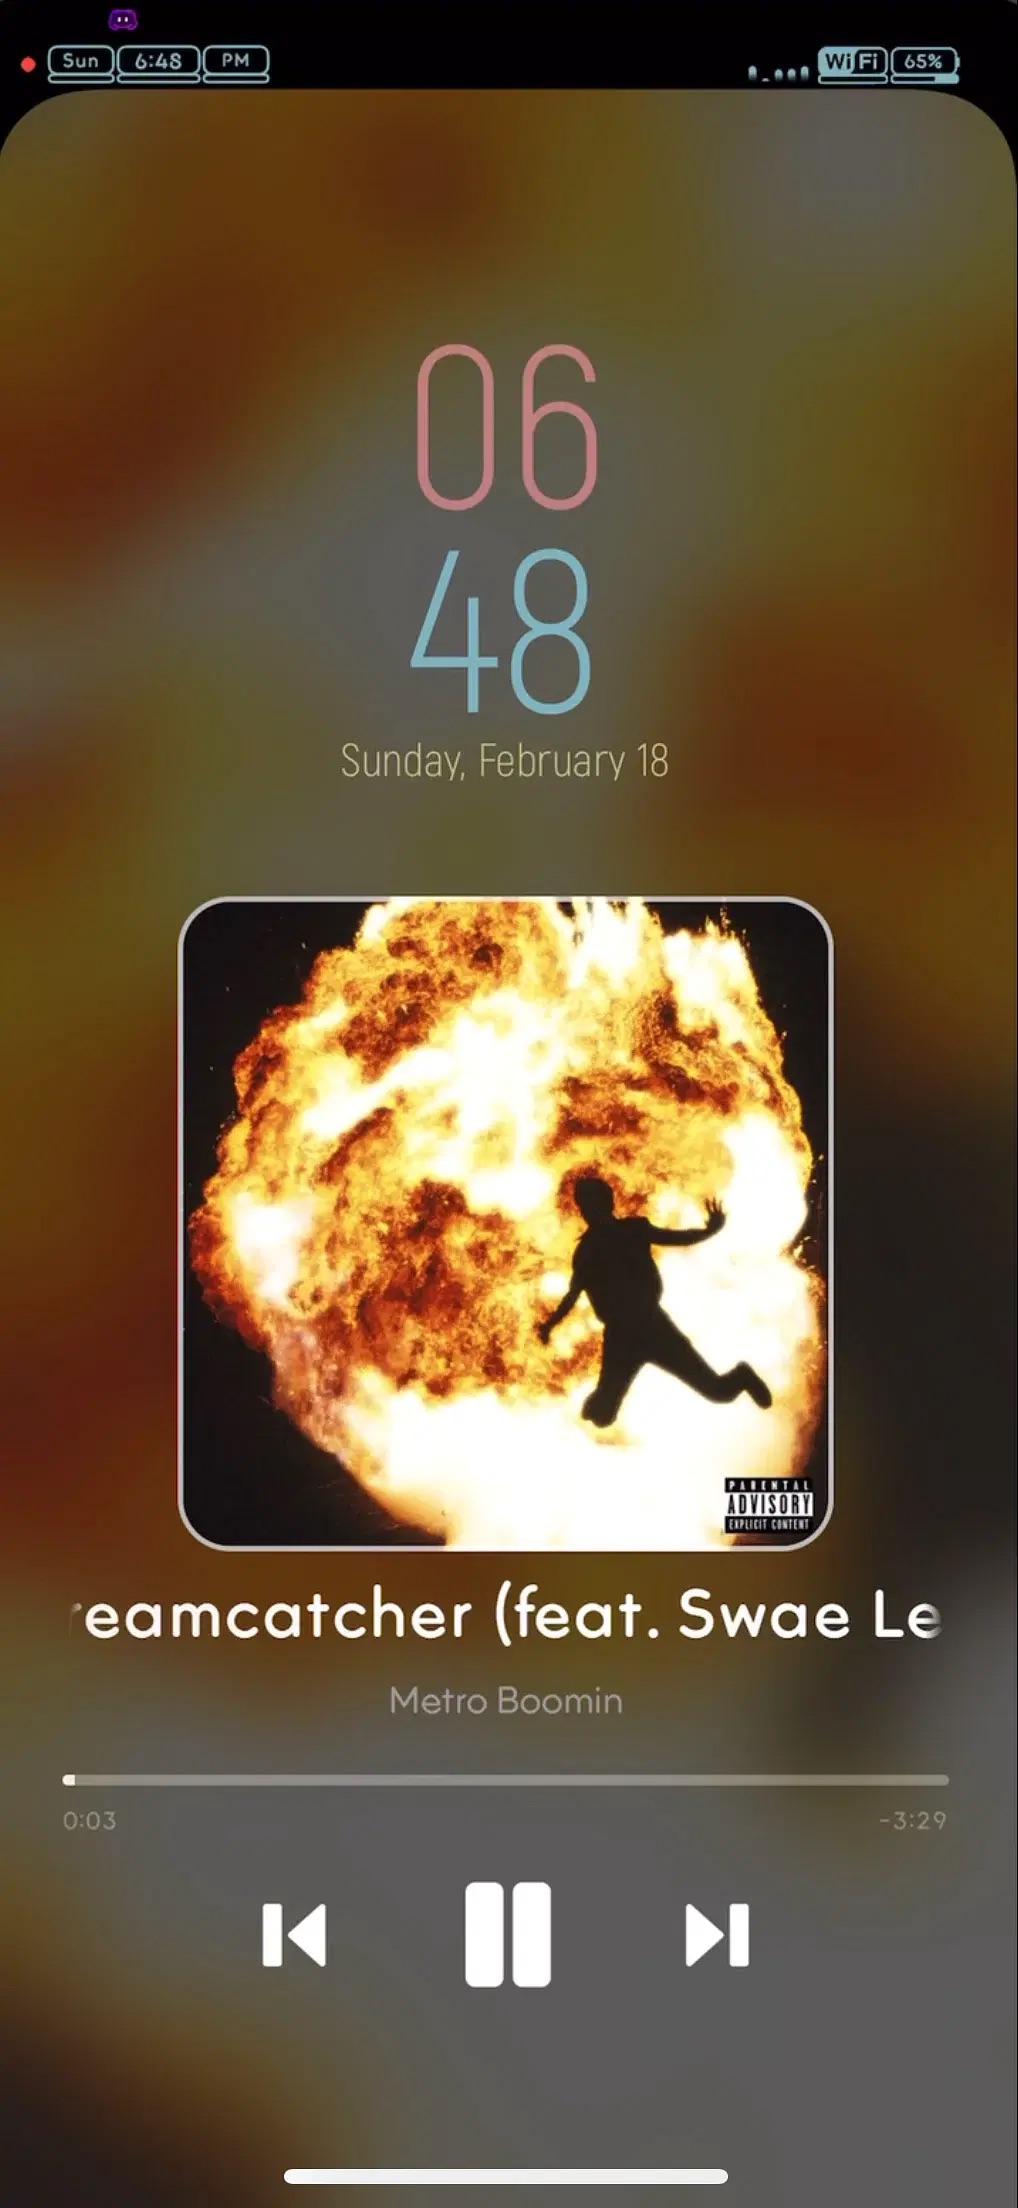 Sun 6:48 PM WiFi 65%
06
48
Sunday, February 18
PARENTAL
ADVISORY
EXPLICIT CONTENT
reamcatcher (feat. Swae Le
Metro Boomin
0:03 -3:29